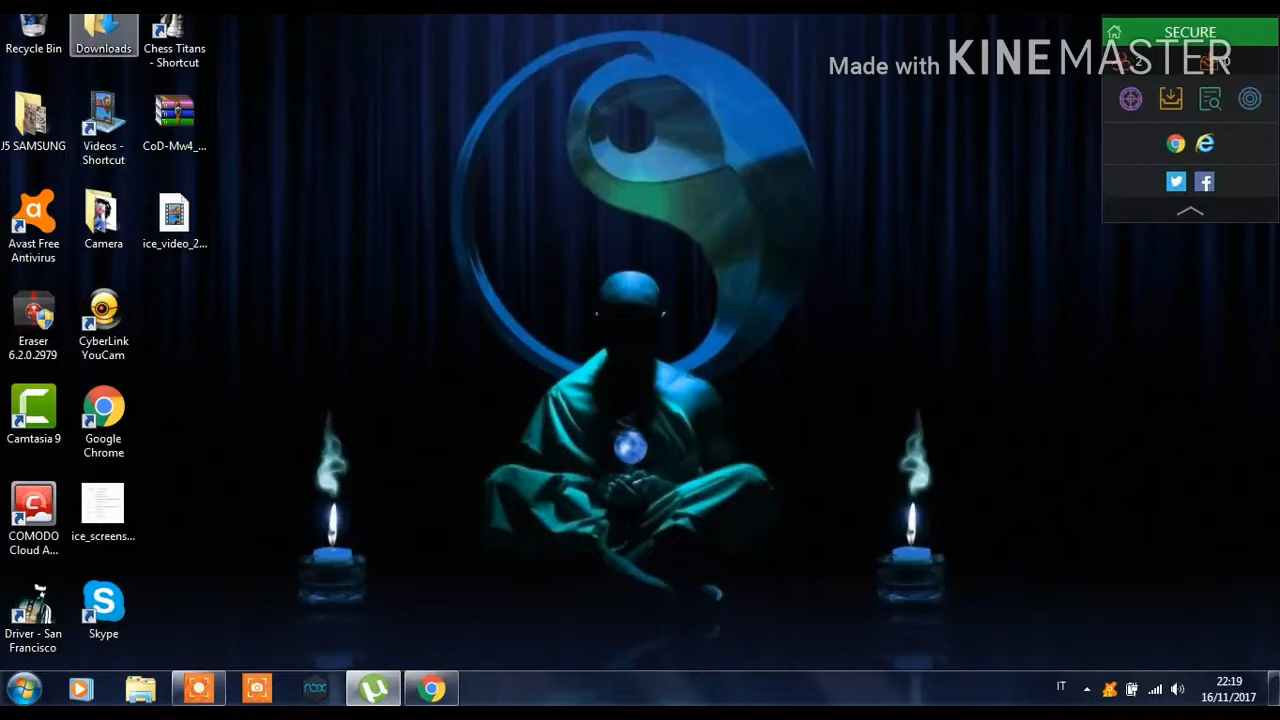 Recycle Bin
Downloads
Chess Titans
- Shortcut
SECURE
Made with KINEMASTER
2
0
J5 SAMSUNG
Videos -
Shortcut
CoD-Mw4_...
Avast Free
Antivirus
Camera
ice_video_2...
Eraser
6.2.0.2979
CyberLink
YouCam
Camtasia 9
Google
Chrome
COMODO
Cloud A...
ice_screens...
Driver - San
Francisco
Skype
nox
IT
22:19
16/11/2017